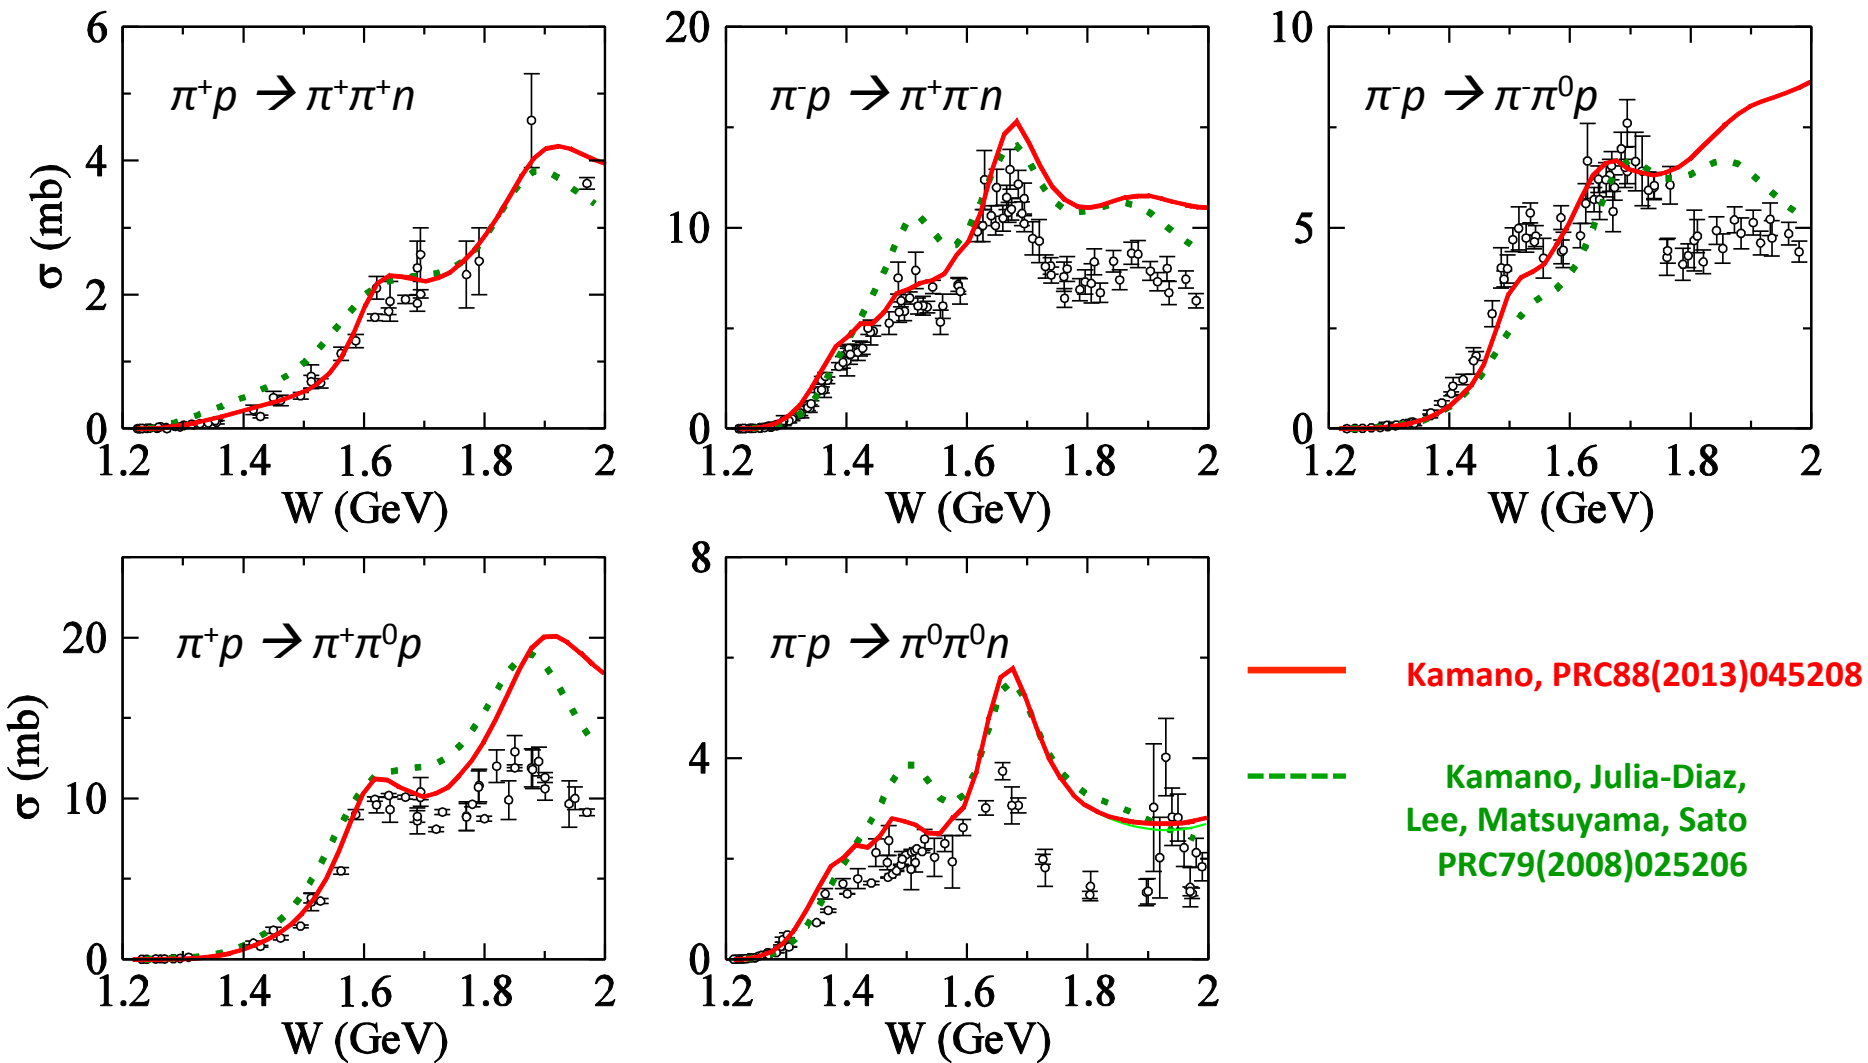 6
4
2
0
σ (mb)
π⁺p → π⁺π⁺n
1.2 1.4 1.6 1.8 2
W (GeV)
20
10
0
π⁻p → π⁺π⁻n
1.2 1.4 1.6 1.8 2
W (GeV)
10
5
0
π⁻p → π⁻π⁰p
1.2 1.4 1.6 1.8 2
W (GeV)
20
10
0
σ (mb)
π⁺p → π⁺π⁰p
1.2 1.4 1.6 1.8 2
W (GeV)
8
4
0
π⁻p → π⁰π⁰n
1.2 1.4 1.6 1.8 2
W (GeV)
Kamano, PRC88(2013)045208
Kamano, Julia-Diaz,
Lee, Matsuyama, Sato
PRC79(2008)025206